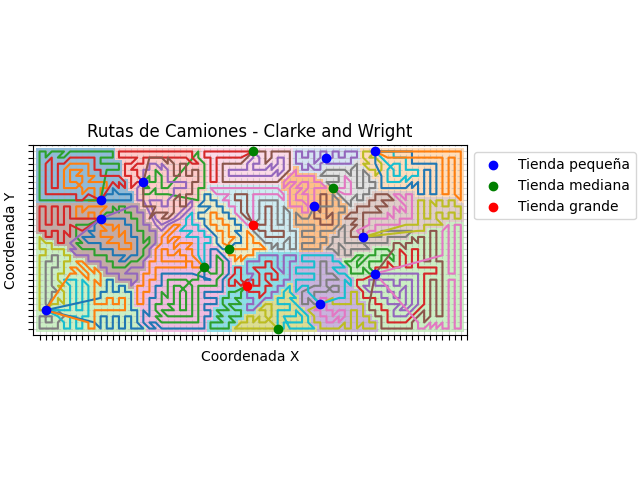 Rutas de Camiones - Clarke and Wright
Tienda pequeña
Tienda mediana
Tienda grande
Coordenada Y
Coordenada X